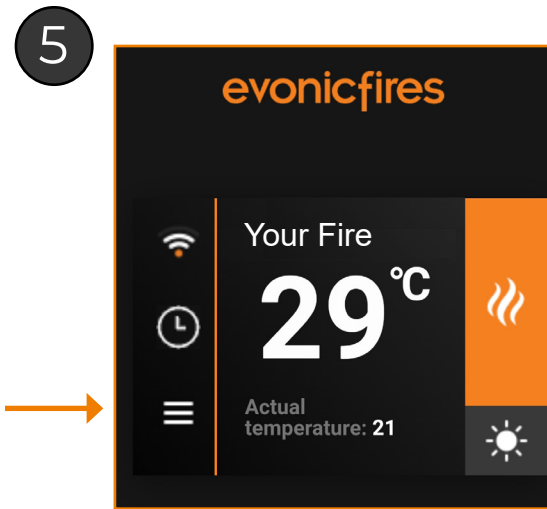 5
evonicfires
Your Fire
29°C
Actual
temperature: 21